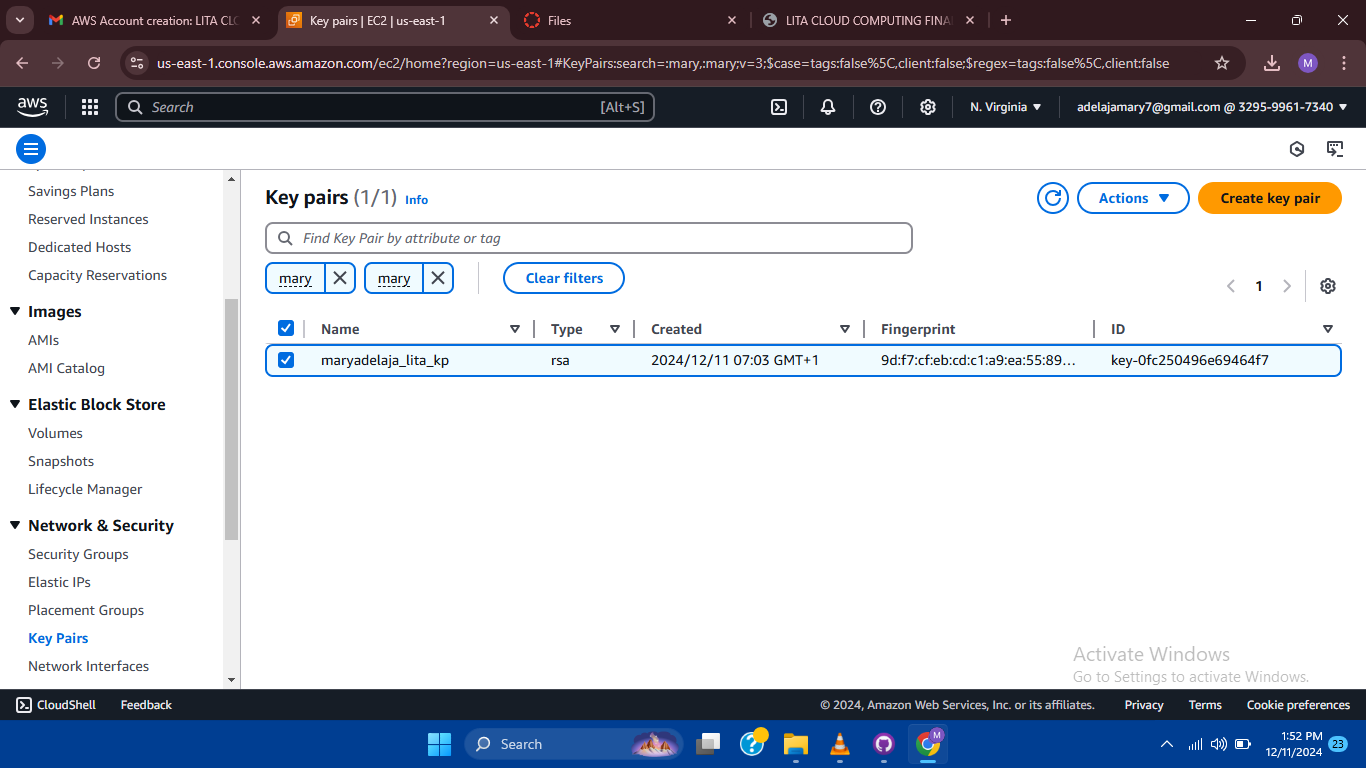 AWS Account creation: LITA CLO
Key pairs | EC2 | us-east-1
Files
LITA CLOUD COMPUTING FINA
us-east-1.console.aws.amazon.com/ec2/home?region=us-east-1#KeyPairs:search=:mary,:mary;v=3;$case=tags:false%5C,client:false;$regex=tags:false%5C,client:false
M
aws
Search
[Alt+S]
N. Virginia
adelajamary7@gmail.com @ 3295-9961-7340
Savings Plans
Reserved Instances
Dedicated Hosts
Capacity Reservations
Images
AMIs
AMI Catalog
Elastic Block Store
Volumes
Snapshots
Lifecycle Manager
Network & Security
Security Groups
Elastic IPs
Placement Groups
Key Pairs
Network Interfaces
Key pairs (1/1) Info
Actions
Create key pair
Find Key Pair by attribute or tag
mary
mary
Clear filters
1
Name Type Created Fingerprint ID
maryadelaja_lita_kp rsa 2024/12/11 07:03 GMT+1 9d:f7:cf:eb:cd:c1:a9:ea:55:89... key-0fc250496e69464f7
Activate Windows
Go to Settings to activate Windows.
CloudShell
Feedback
© 2024, Amazon Web Services, Inc. or its affiliates.
Privacy
Terms
Cookie preferences
Search
M
1:52 PM
12/11/2024
23